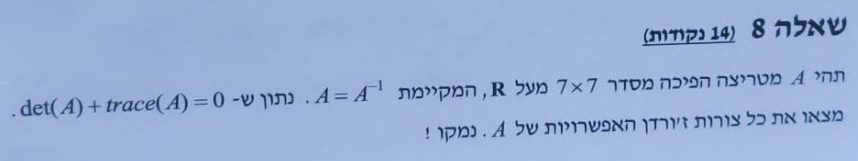 שאלה 8 (14 נקודות)
תהי A מטריצה הפיכה מסדר 7×7 מעל R, המקיימת A = A⁻¹. נתון ש- det(A) + trace(A) = 0.
מצאו את כל צורות ז'ורדן האפשרויות של A. נמקו !